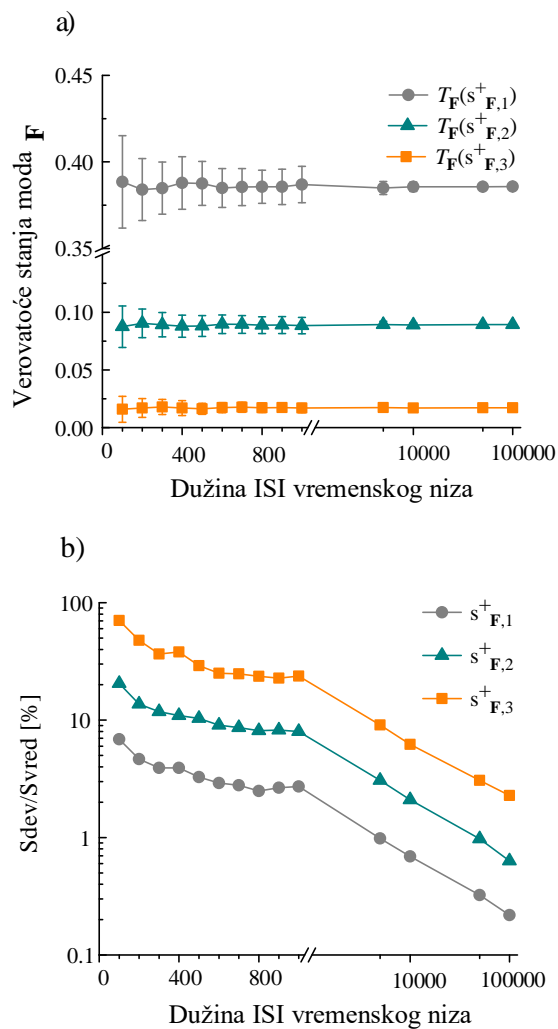 a)
0.45
0.40
0.35
0.10
0.05
0.00
Verovatoće stanja moda F
T_F(s⁺_F,1)
T_F(s⁺_F,2)
T_F(s⁺_F,3)
0 400 800 10000 100000
Dužina ISI vremenskog niza
b)
100
10
1
0.1
Sdev/Svred [%]
s⁺_F,1
s⁺_F,2
s⁺_F,3
0 400 800 10000 100000
Dužina ISI vremenskog niza